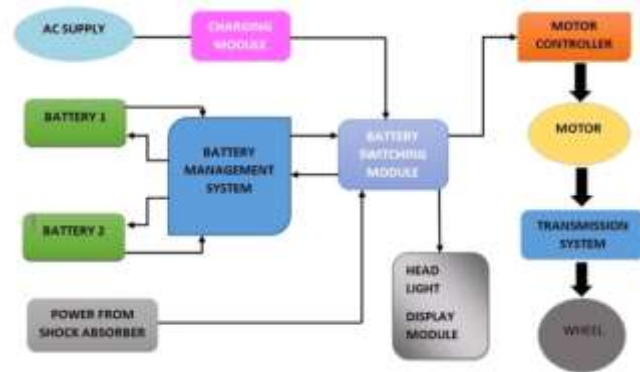 AC SUPPLY
CHARGING
MODULE
MOTOR
CONTROLLER
BATTERY 1
BATTERY
MANAGEMENT
SYSTEM
BATTERY
SWITCHING
MODULE
MOTOR
BATTERY 2
TRANSMISSION
SYSTEM
HEAD
LIGHT
DISPLAY
MODULE
POWER FROM
SHOCK ABSORBER
WHEEL